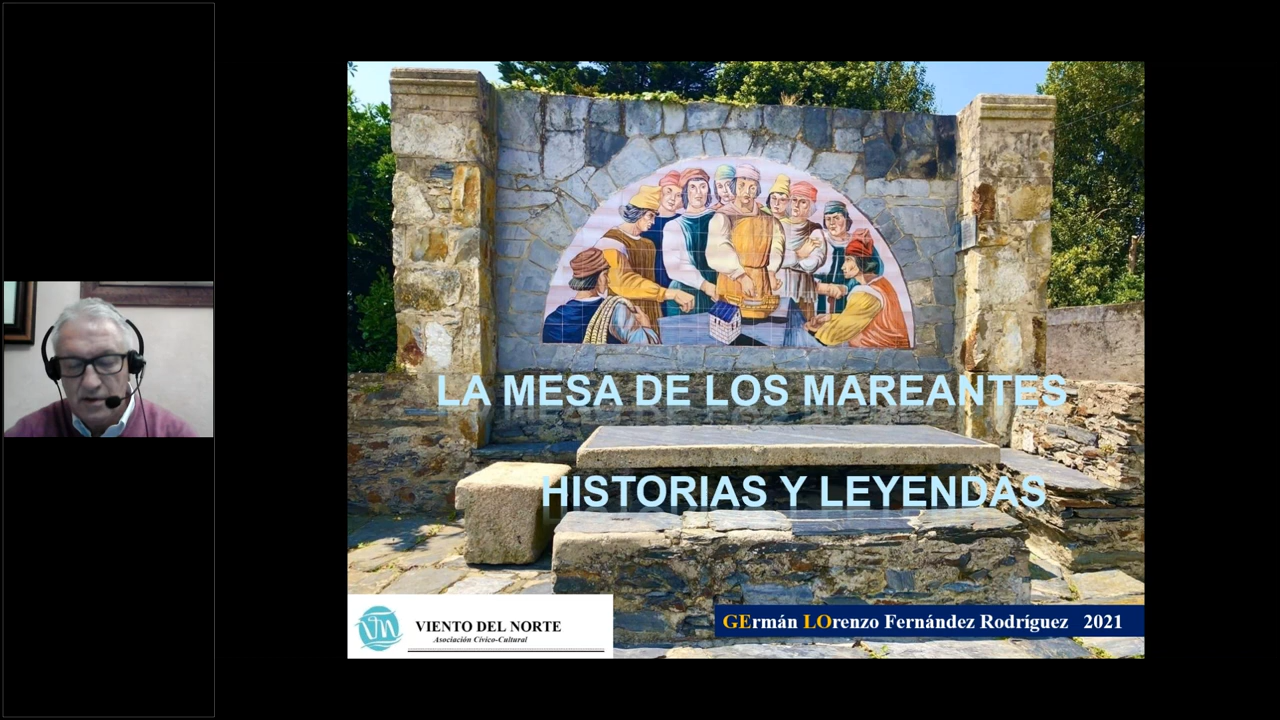 LA MESA DE LOS MAREANTES
HISTORIAS Y LEYENDAS
VIENTO DEL NORTE
Asociación Cívico-Cultural
GErmán LOrenzo Fernández Rodríguez 2021